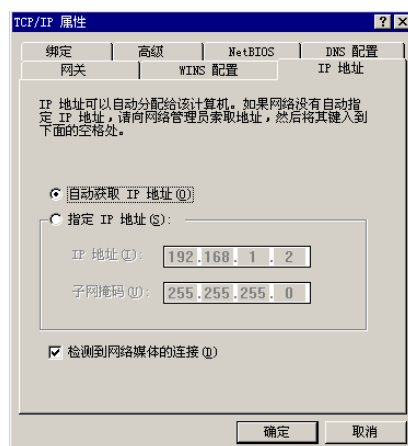 TCP/IP 属性
绑定 高级 NetBIOS DNS 配置
网关 WINS 配置 IP 地址
IP 地址可以自动分配给该计算机。如果网络没有自动指
定 IP 地址，请向网络管理员索取地址，然后将其键入到
下面的空格处。
自动获取 IP 地址(O)
指定 IP 地址(S):
IP 地址(I): 192.168. 1 . 2
子网掩码(U): 255.255.255. 0
检测到网络媒体的连接(D)
确定 取消